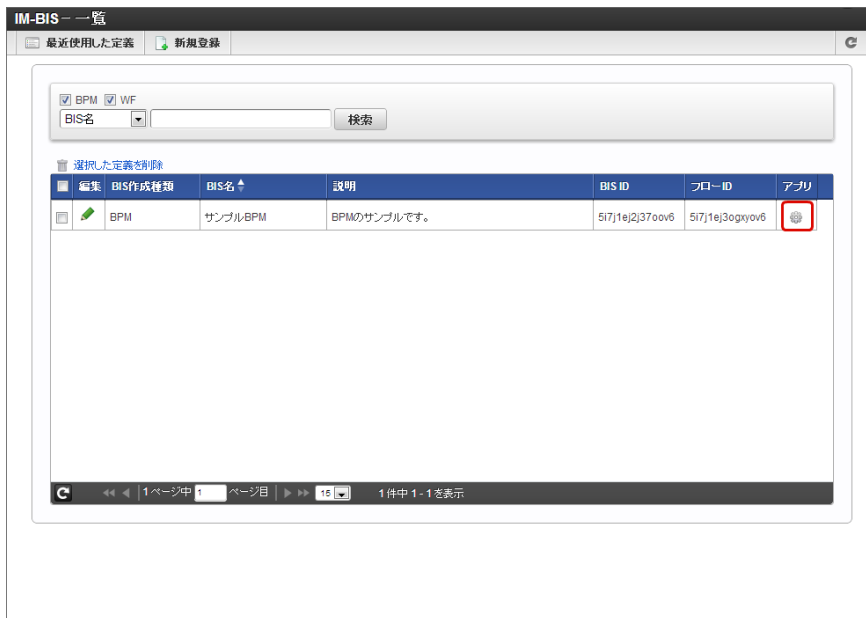 IM-BIS－一覧
最近使用した定義 新規登録
BPM WF
BIS名 検索
選択した定義を削除
編集 BIS作成種類 BIS名 説明 BIS ID フローID アプリ
BPM サンプルBPM BPMのサンプルです。 5i7j1ej2j37oov6 5i7j1ej3ogxyov6
1ページ中 1 ページ目 15 1件中 1 - 1 を表示